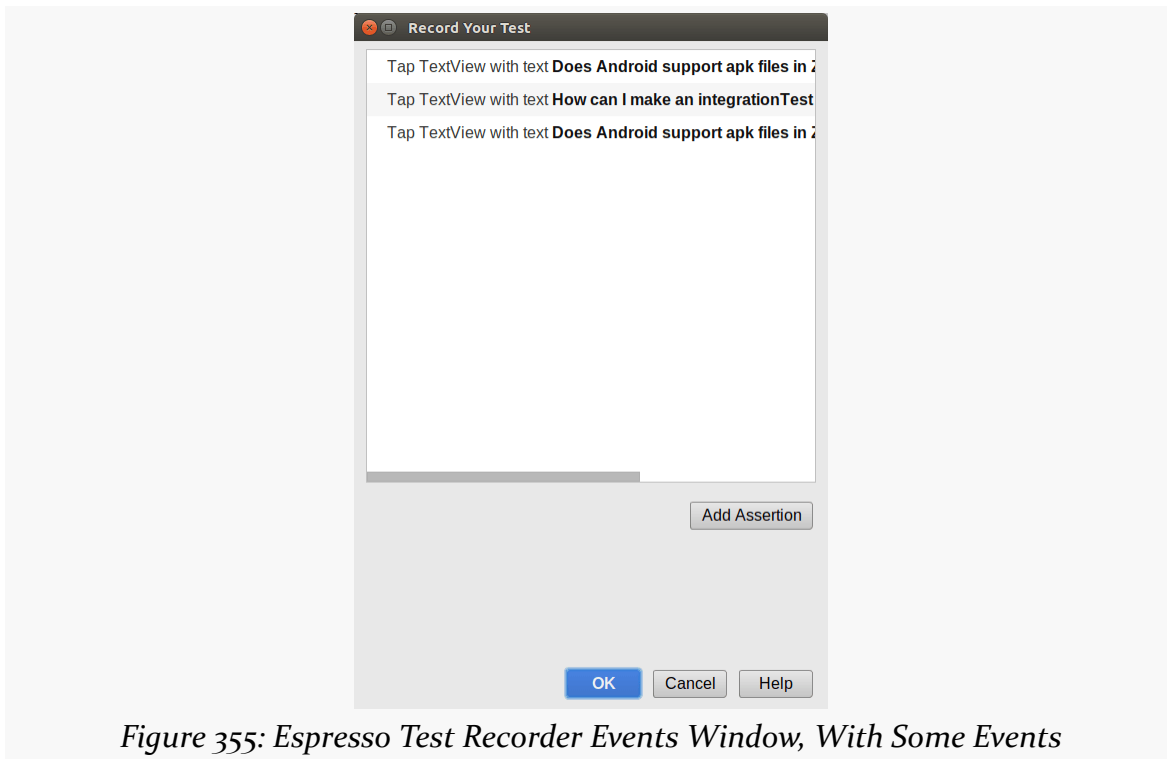 Record Your Test
Tap TextView with text Does Android support apk files in
Tap TextView with text How can I make an integrationTest
Tap TextView with text Does Android support apk files in
Add Assertion
OK Cancel Help
Figure 355: Espresso Test Recorder Events Window, With Some Events